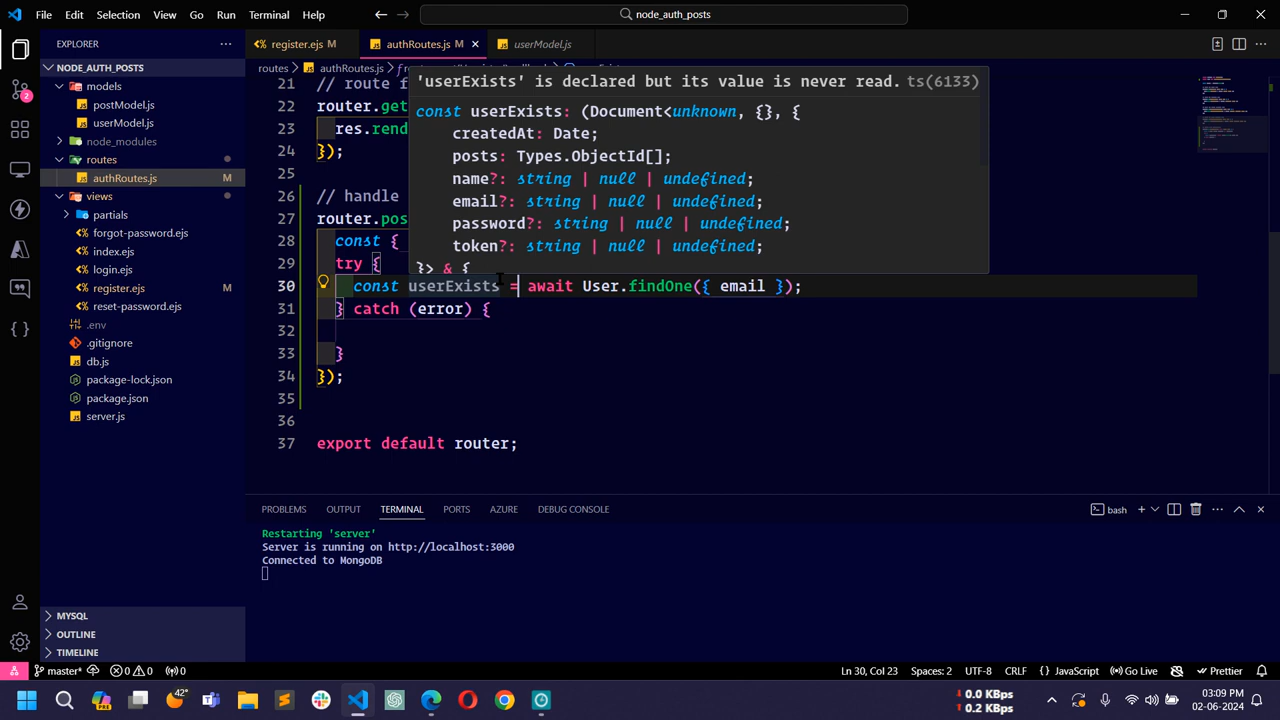 File Edit Selection View Go Run Terminal Help
node_auth_posts
EXPLORER
register.ejs M
authRoutes.js M
userModel.js
NODE_AUTH_POSTS
models
postModel.js
userModel.js
node_modules
routes
authRoutes.js M
views
partials
forgot-password.ejs
index.ejs
login.ejs
register.ejs M
reset-password.ejs
.env
.gitignore
db.js
package-lock.json
package.json
server.js
MYSQL
OUTLINE
TIMELINE
2
routes > authRoutes.js >
'userExists' is declared but its value is never read. ts(6133)
const userExists: (Document<unknown, {}, {
createdAt: Date;
posts: Types.ObjectId[];
name?: string | null | undefined;
email?: string | null | undefined;
password?: string | null | undefined;
token?: string | null | undefined;
}> & {
21 // route f
22 router.get
23 res.rend
24 });
25
26 // handle
27 router.pos
28 const {
29 try {
30 const userExists = await User.findOne({ email });
31 } catch (error) {
32
33 }
34 });
35
36
37 export default router;
PROBLEMS OUTPUT TERMINAL PORTS AZURE DEBUG CONSOLE
bash
Restarting 'server'
Server is running on http://localhost:3000
Connected to MongoDB
master* 0 0 0 Ln 30, Col 23 Spaces: 2 UTF-8 CRLF {} JavaScript Go Live Prettier
PRE
42°
0.0 KBps
0.2 KBps
03:09 PM
02-06-2024